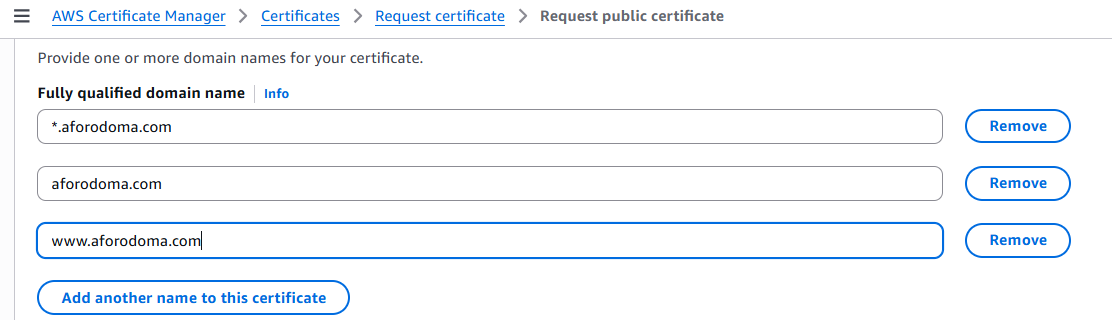 AWS Certificate Manager > Certificates > Request certificate > Request public certificate
Provide one or more domain names for your certificate.
Fully qualified domain name | Info
*.aforodoma.com Remove
aforodoma.com Remove
www.aforodoma.com Remove
Add another name to this certificate